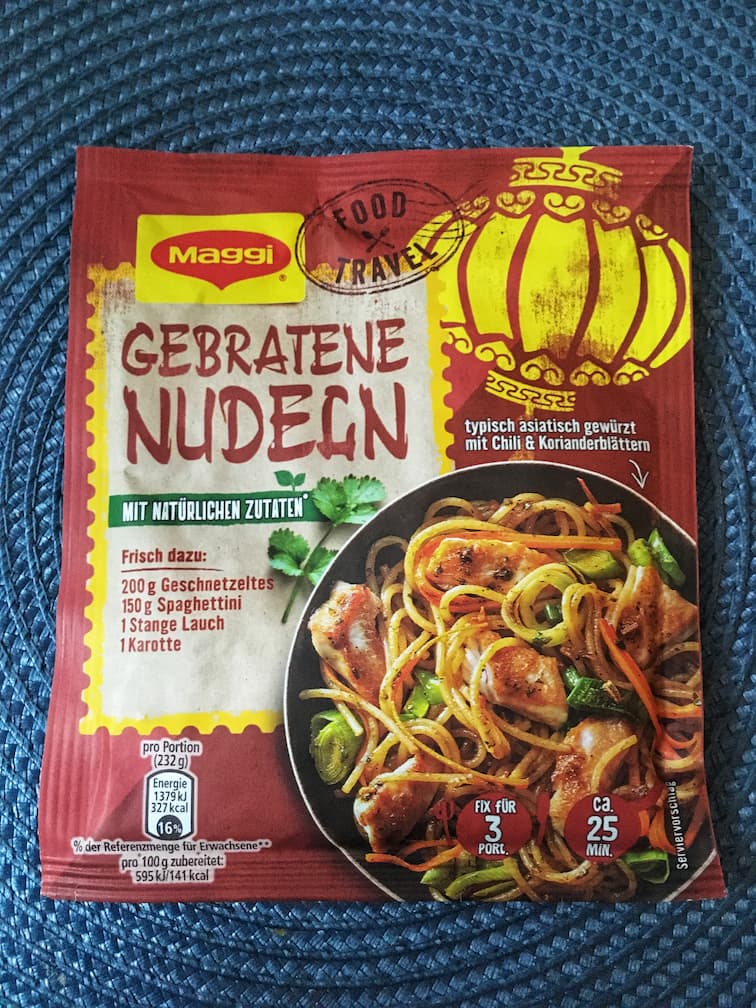 Maggi
®
FOOD
TRAVEL
GEBRATENE
NUDELN
typisch asiatisch gewürzt
mit Chili & Korianderblättern
MIT NATÜRLICHEN ZUTATEN*
Frisch dazu:
200 g Geschnetzeltes
150 g Spaghettini
1 Stange Lauch
1 Karotte
pro Portion
(232 g)
Energie
1379 kJ
327 kcal
16%
% der Referenzmenge für Erwachsene**
pro 100 g zubereitet:
595 kJ/141 kcal
FIX FÜR
3
PORT.
CA.
25
MIN.
Serviervorschlag